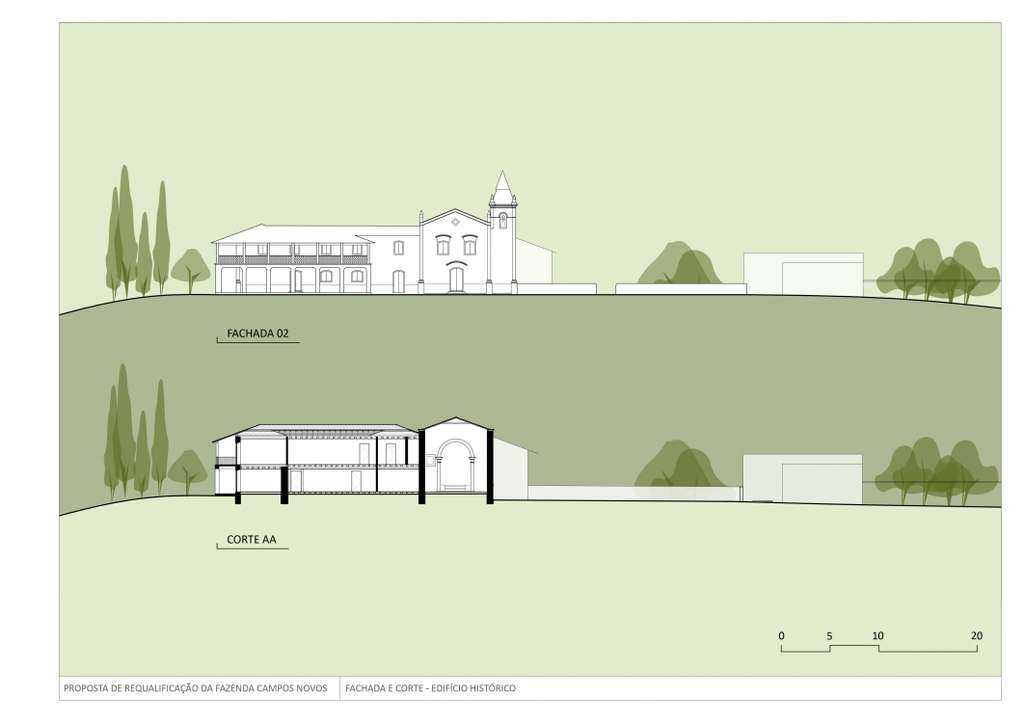 FACHADA 02
CORTE AA
0 5 10 20
PROPOSTA DE REQUALIFICAÇÃO DA FAZENDA CAMPOS NOVOS
FACHADA E CORTE - EDIFÍCIO HISTÓRICO